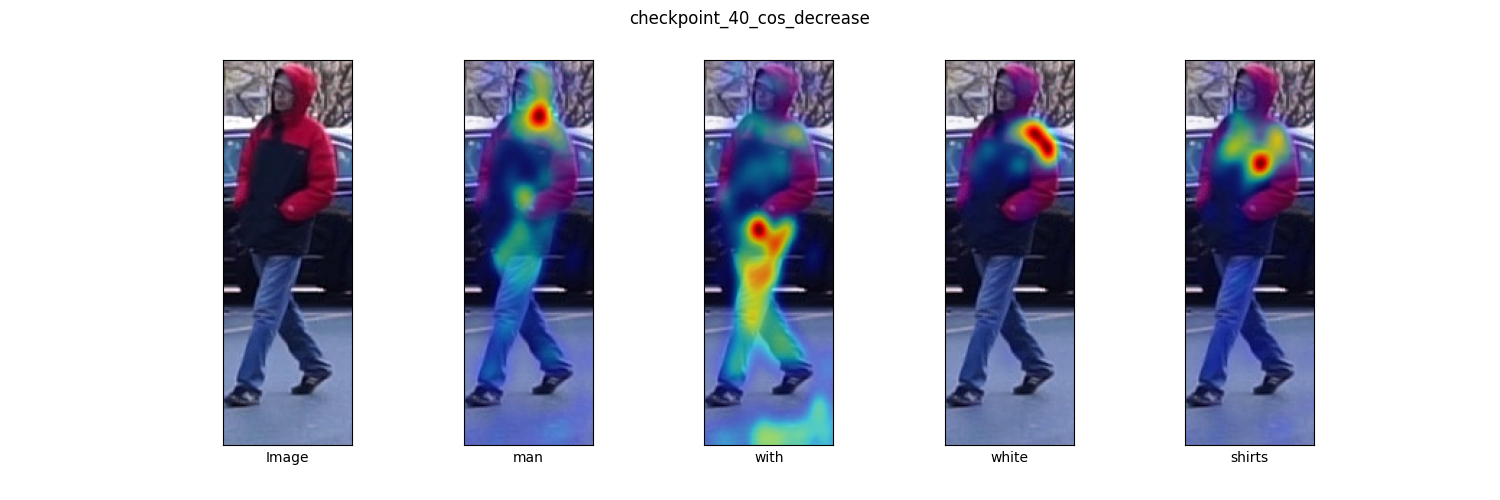 checkpoint_40_cos_decrease
Image
man
with
white
shirts